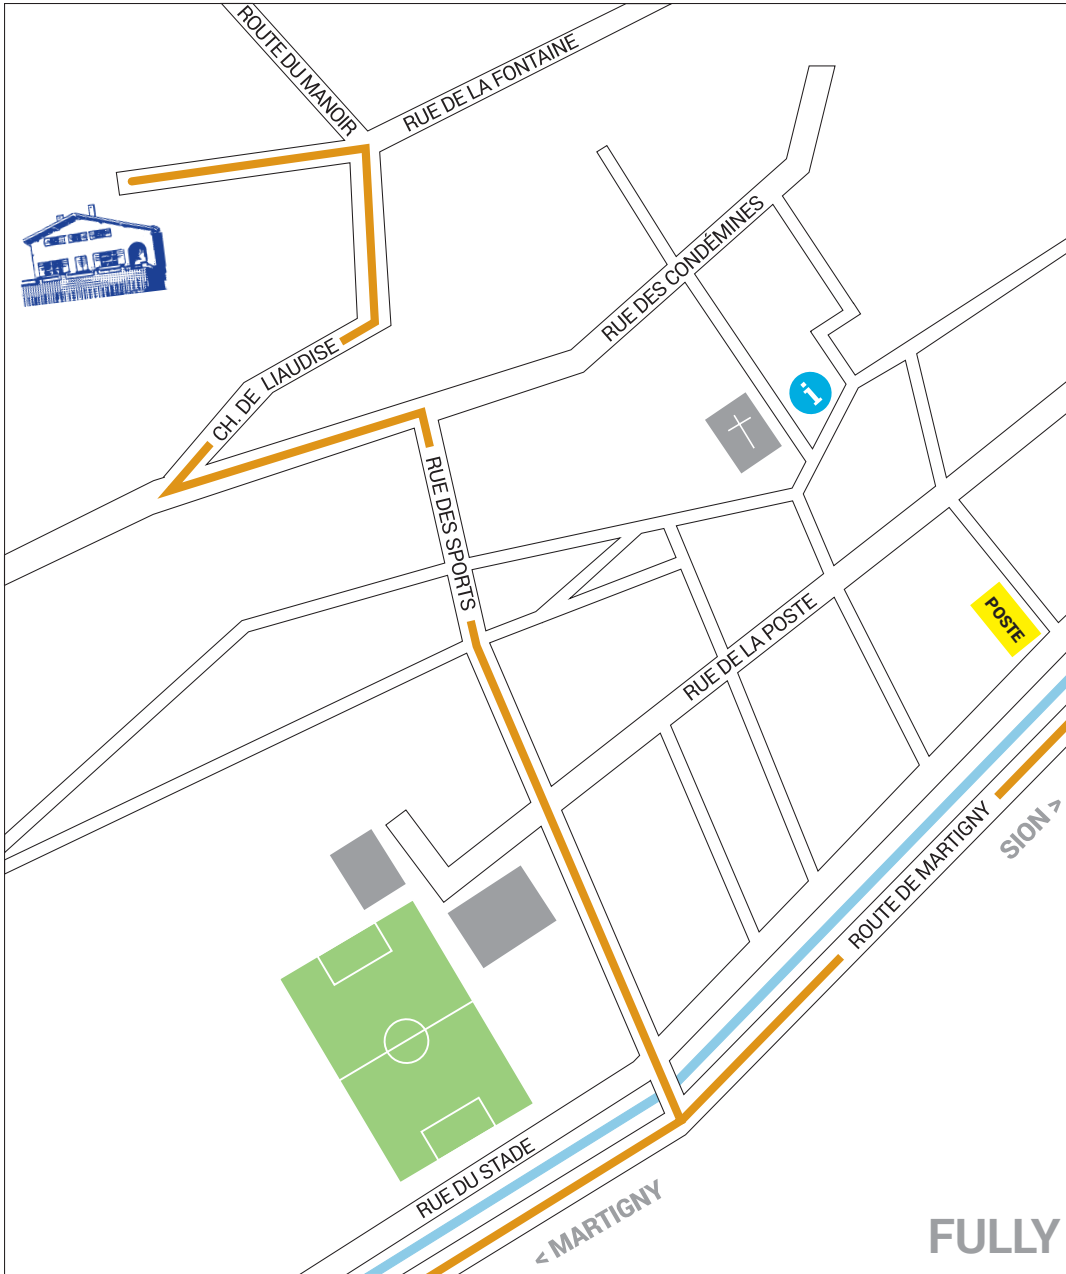 ROUTE DU MANOIR
RUE DE LA FONTAINE
RUE DES CONDÉMINES
CH. DE LIAUDISE
i
RUE DES SPORTS
POSTE
RUE DE LA POSTE
SION >
ROUTE DE MARTIGNY
RUE DU STADE
< MARTIGNY
FULLY